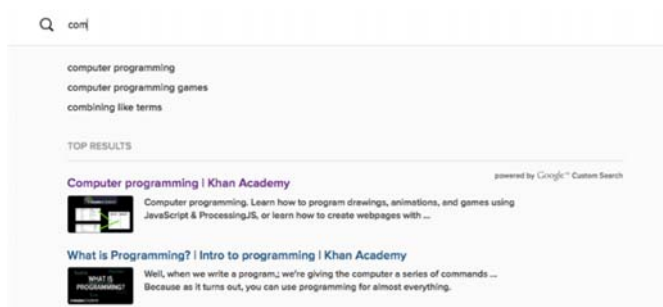 com
computer programming
computer programming games
combining like terms
TOP RESULTS
powered by Google™ Custom Search
Computer programming | Khan Academy
Computer programming. Learn how to program drawings, animations, and games using
JavaScript & ProcessingJS, or learn how to create webpages with ...
What is Programming? | Intro to programming | Khan Academy
WHAT IS
PROGRAMMING?
Well, when we write a program,; we're giving the computer a series of commands ...
Because as it turns out, you can use programming for almost everything.